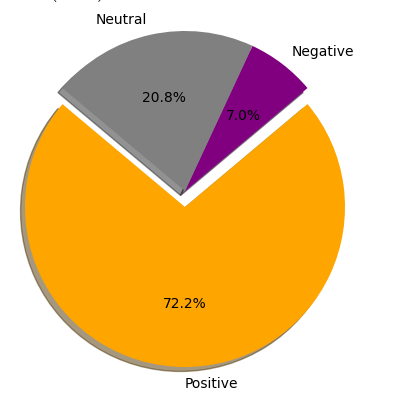 Neutral
Negative
20.8%
7.0%
72.2%
Positive